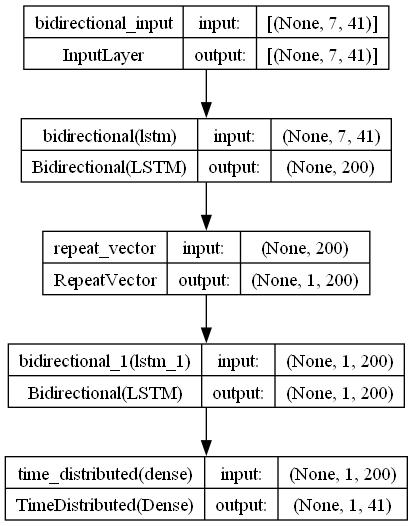 bidirectional_input input: [(None, 7, 41)]
InputLayer output: [(None, 7, 41)]
bidirectional(lstm) input: (None, 7, 41)
Bidirectional(LSTM) output: (None, 200)
repeat_vector input: (None, 200)
RepeatVector output: (None, 1, 200)
bidirectional_1(lstm_1) input: (None, 1, 200)
Bidirectional(LSTM) output: (None, 1, 200)
time_distributed(dense) input: (None, 1, 200)
TimeDistributed(Dense) output: (None, 1, 41)